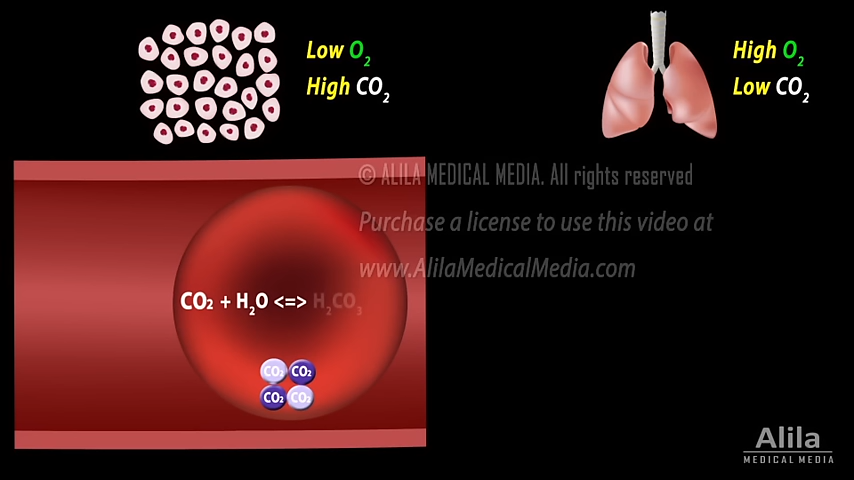 Low O₂
High CO₂
High O₂
Low CO₂
© ALILA MEDICAL MEDIA. All rights reserved
Purchase a license to use this video at
www.AlilaMedicalMedia.com
CO₂ + H₂O <=> H₂CO₃
CO₂ CO₂
CO₂ CO₂
Alila
MEDICAL MEDIA